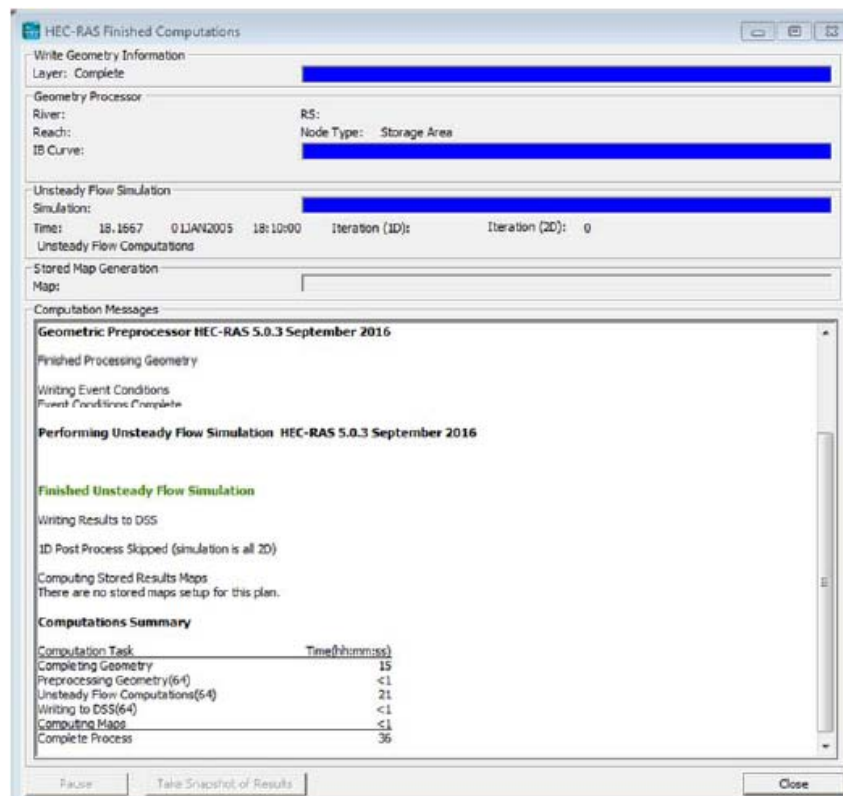 HEC-RAS Finished Computations
Write Geometry Information
Layer: Complete
Geometry Processor
River: RS:
Reach: Node Type: Storage Area
IB Curve:
Unsteady Flow Simulation
Simulation:
Time: 18.1667 01JAN2005 18:10:00 Iteration (1D): Iteration (2D): 0
Unsteady Flow Computations
Stored Map Generation
Map:
Computation Messages
Geometric Preprocessor HEC-RAS 5.0.3 September 2016
Finished Processing Geometry
Writing Event Conditions
Event Conditions Complete
Performing Unsteady Flow Simulation HEC-RAS 5.0.3 September 2016
Finished Unsteady Flow Simulation
Writing Results to DSS
1D Post Process Skipped (simulation is all 2D)
Computing Stored Results Maps
There are no stored maps setup for this plan.
Computations Summary
Computation Task Time(hh:mm:ss)
Completing Geometry 15
Preprocessing Geometry(64) <1
Unsteady Flow Computations(64) 21
Writing to DSS(64) <1
Computing Maps <1
Complete Process 36
Pause Take Snapshot of Results Close